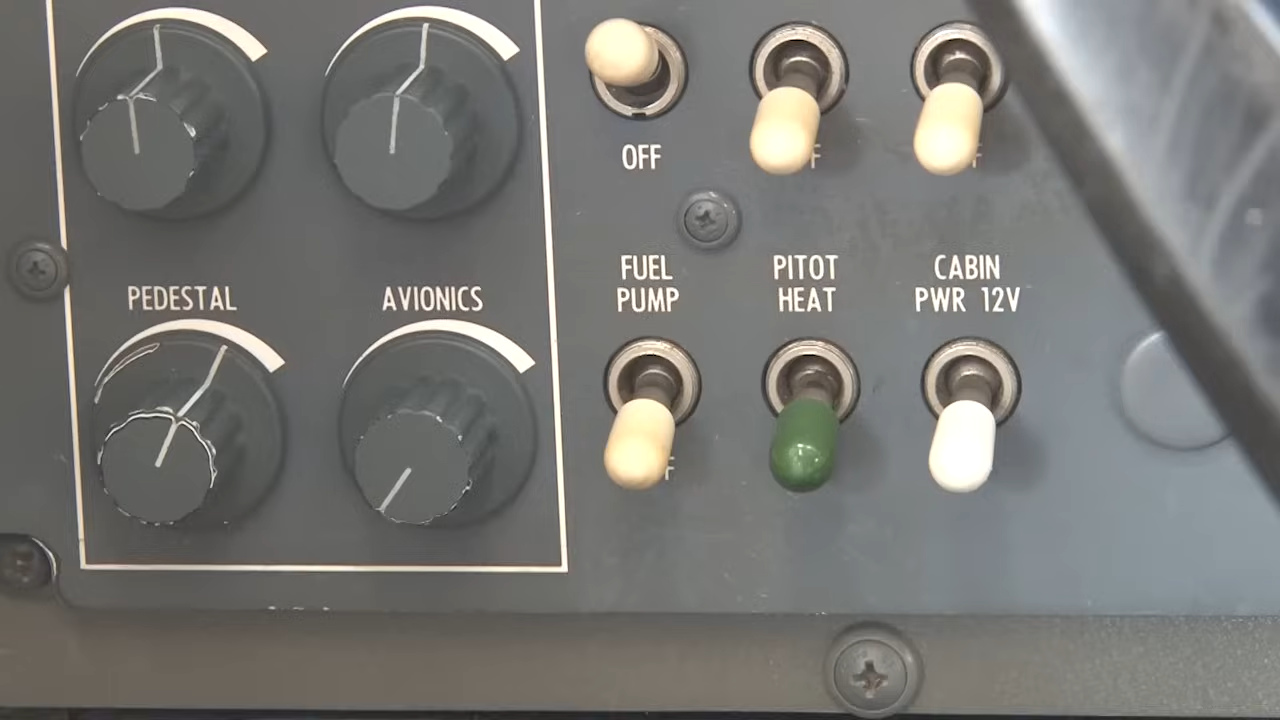 OFF
FUEL
PUMP
PITOT
HEAT
CABIN
PWR 12V
PEDESTAL
AVIONICS